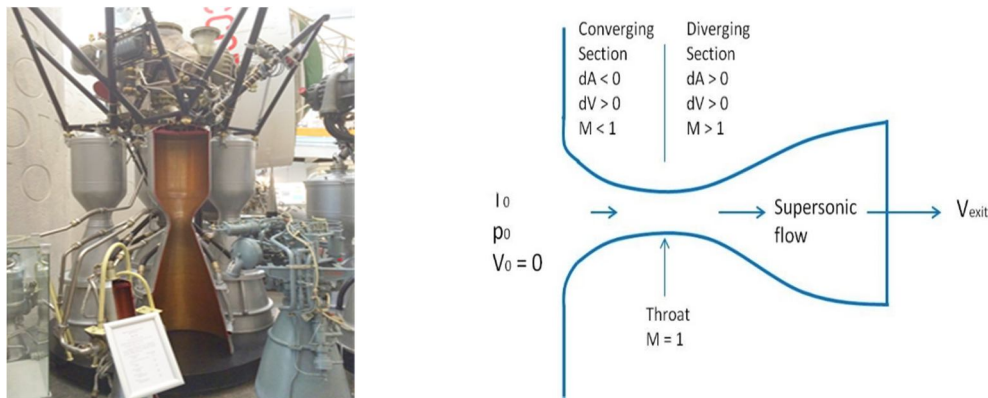 Converging
Section
dA < 0
dV > 0
M < 1
Diverging
Section
dA > 0
dV > 0
M > 1
I₀
p₀
V₀ = 0
Supersonic
flow
Vexit
Throat
M = 1